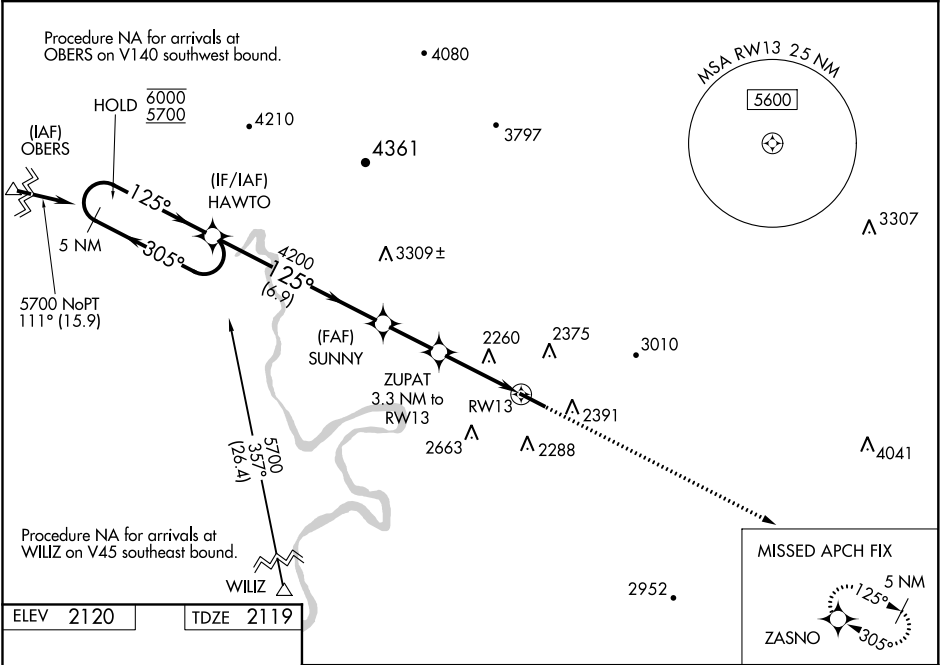 Procedure NA for arrivals at
OBERS on V140 southwest bound.
4080
MSA RW13 25 NM
5600
HOLD 6000
5700
4210
3797
4361
(IAF)
OBERS
125°
(IF/IAF)
HAWTO
3307
5 NM
305°
3309±
4200
125°
(6.9)
5700 NoPT
111° (15.9)
(FAF)
SUNNY
2260
2375
3010
ZUPAT
3.3 NM to
RW13
RW13
2391
2663
2288
4041
5700
357°
(26.4)
Procedure NA for arrivals at
WILIZ on V45 southeast bound.
WILIZ
2952
MISSED APCH FIX
5 NM
125°
305°
ZASNO
ELEV 2120
TDZE 2119